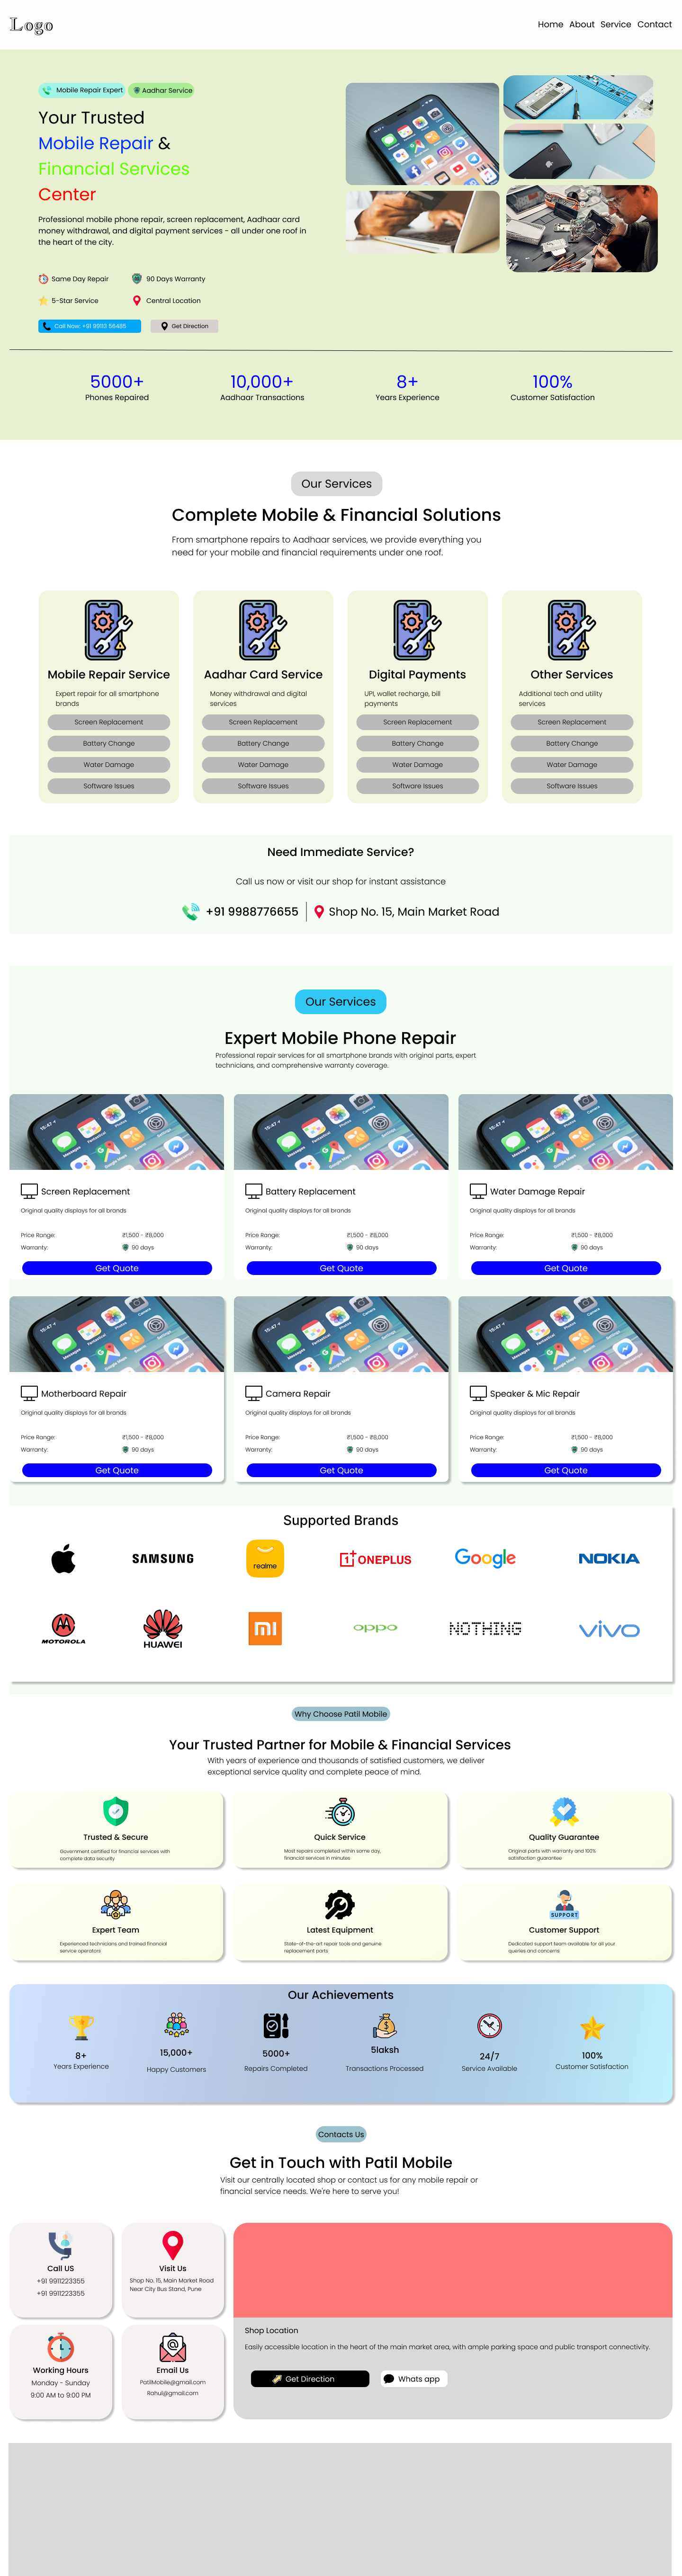 Logo
Home About Service Contact
Mobile Repair Expert
Aadhar Service
Your Trusted
Mobile Repair &
Financial Services
Center
Professional mobile phone repair, screen replacement, Aadhaar card
money withdrawal, and digital payment services - all under one roof in
the heart of the city.
Same Day Repair
90 Days Warranty
5-Star Service
Central Location
Call Now: +91 99113 56485
Get Direction
5000+
Phones Repaired
10,000+
Aadhaar Transactions
8+
Years Experience
100%
Customer Satisfaction
Our Services
Complete Mobile & Financial Solutions
From smartphone repairs to Aadhaar services, we provide everything you
need for your mobile and financial requirements under one roof.
Mobile Repair Service
Expert repair for all smartphone
brands
Screen Replacement
Battery Change
Water Damage
Software Issues
Aadhar Card Service
Money withdrawal and digital
services
Screen Replacement
Battery Change
Water Damage
Software Issues
Digital Payments
UPI, wallet recharge, bill
payments
Screen Replacement
Battery Change
Water Damage
Software Issues
Other Services
Additional tech and utility
services
Screen Replacement
Battery Change
Water Damage
Software Issues
Need Immediate Service?
Call us now or visit our shop for instant assistance
+91 9988776655
Shop No. 15, Main Market Road
Our Services
Expert Mobile Phone Repair
Professional repair services for all smartphone brands with original parts, expert
technicians, and comprehensive warranty coverage.
15:47
Screen Replacement
Original quality displays for all brands
Price Range: ₹1,500 - ₹8,000
Warranty: 90 days
Get Quote
15:47
Battery Replacement
Original quality displays for all brands
Price Range: ₹1,500 - ₹8,000
Warranty: 90 days
Get Quote
15:47
Water Damage Repair
Original quality displays for all brands
Price Range: ₹1,500 - ₹8,000
Warranty: 90 days
Get Quote
15:47
Motherboard Repair
Original quality displays for all brands
Price Range: ₹1,500 - ₹8,000
Warranty: 90 days
Get Quote
15:47
Camera Repair
Original quality displays for all brands
Price Range: ₹1,500 - ₹8,000
Warranty: 90 days
Get Quote
15:47
Speaker & Mic Repair
Original quality displays for all brands
Price Range: ₹1,500 - ₹8,000
Warranty: 90 days
Get Quote
Supported Brands
SAMSUNG
realme
ONEPLUS
Google
NOKIA
MOTOROLA
HUAWEI
mi
oppo
NOTHING
vivo
Why Choose Patil Mobile
Your Trusted Partner for Mobile & Financial Services
With years of experience and thousands of satisfied customers, we deliver
exceptional service quality and complete peace of mind.
Trusted & Secure
Government certified for financial services with
complete data security
Quick Service
Most repairs completed within same day,
financial services in minutes
Quality Guarantee
Original parts with warranty and 100%
satisfaction guarantee
Expert Team
Experienced technicians and trained financial
service operators
Latest Equipment
State-of-the-art repair tools and genuine
replacement parts
SUPPORT
Customer Support
Dedicated support team available for all your
queries and concerns
Our Achievements
8+
Years Experience
15,000+
Happy Customers
5000+
Repairs Completed
5laksh
Transactions Processed
24/7
Service Available
100%
Customer Satisfaction
Contacts Us
Get in Touch with Patil Mobile
Visit our centrally located shop or contact us for any mobile repair or
financial service needs. We're here to serve you!
Call US
+91 9911223355
+91 9911223355
Visit Us
Shop No. 15, Main Market Road
Near City Bus Stand, Pune
Working Hours
Monday - Sunday
9:00 AM to 9:00 PM
Email Us
PatilMobile@gmail.com
Rahul@gmail.com
Shop Location
Easily accessible location in the heart of the main market area, with ample parking space and public transport connectivity.
Get Direction
Whats app